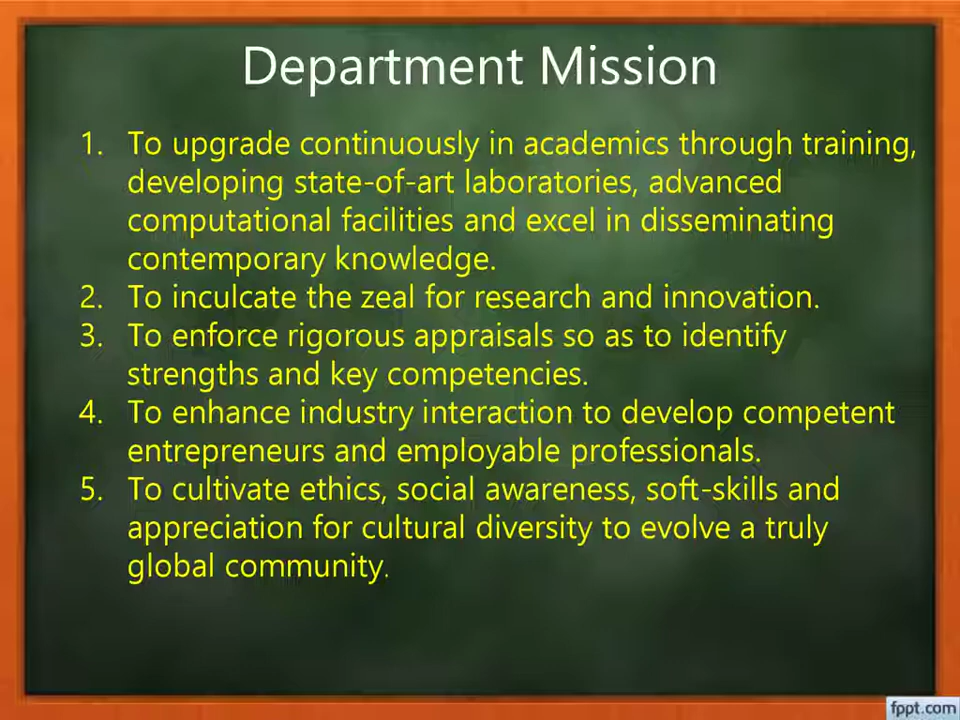 Department Mission
1. To upgrade continuously in academics through training,
developing state-of-art laboratories, advanced
computational facilities and excel in disseminating
contemporary knowledge.
2. To inculcate the zeal for research and innovation.
3. To enforce rigorous appraisals so as to identify
strengths and key competencies.
4. To enhance industry interaction to develop competent
entrepreneurs and employable professionals.
5. To cultivate ethics, social awareness, soft-skills and
appreciation for cultural diversity to evolve a truly
global community.
fppt.com